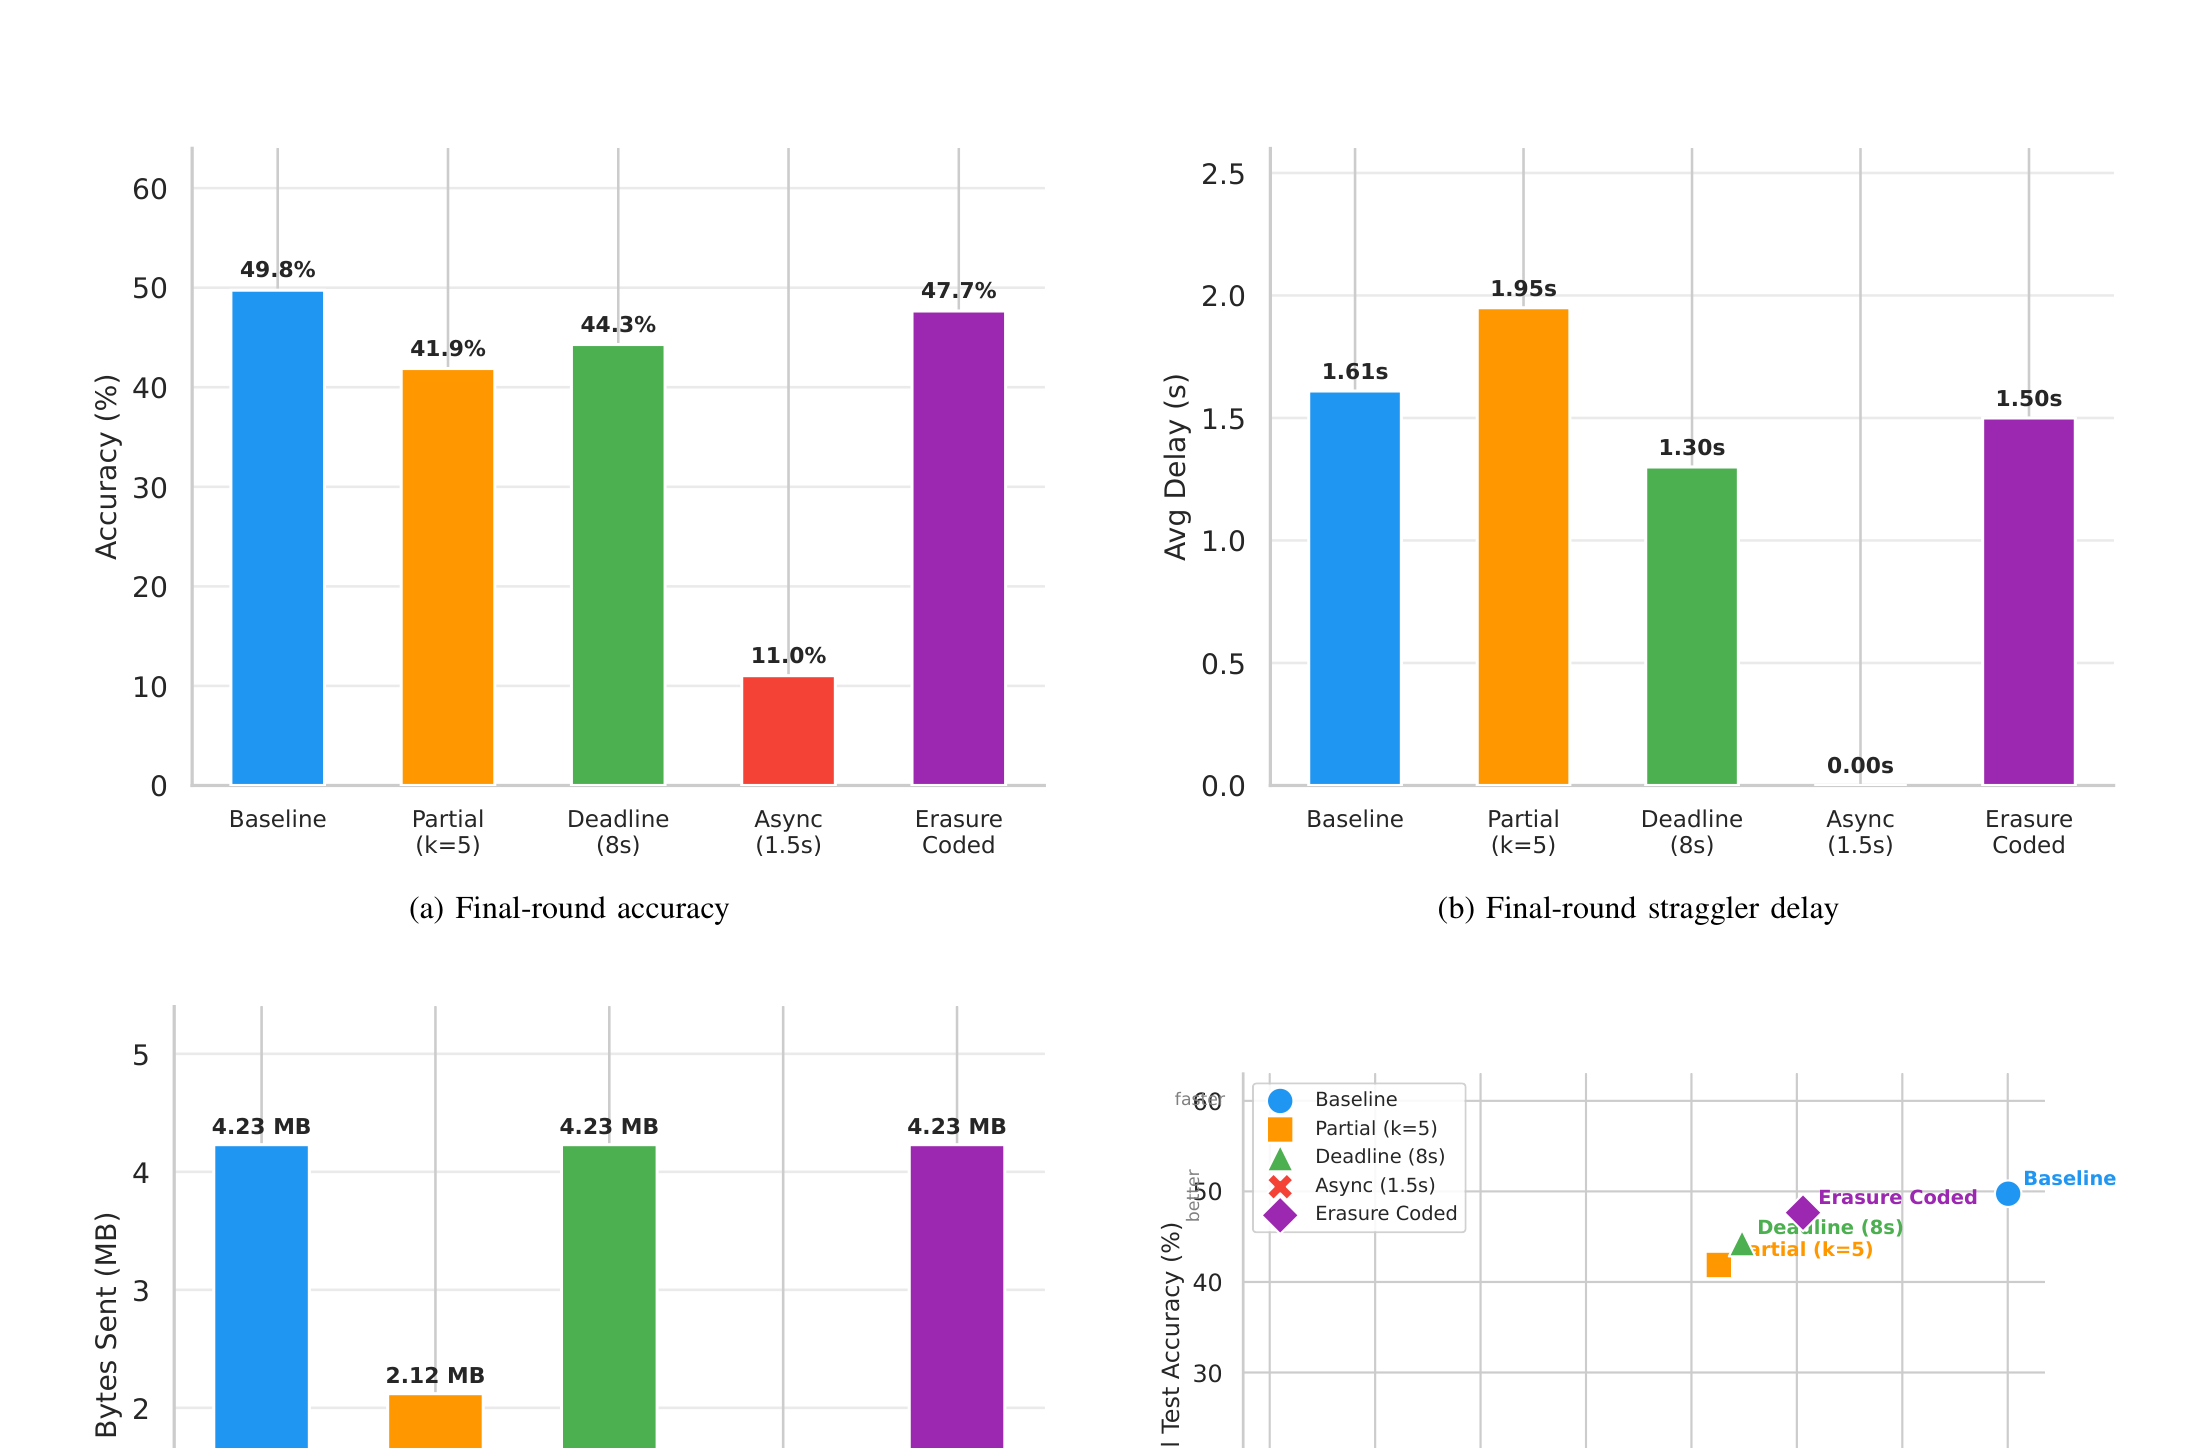 60
50
40
30
20
10
0
Accuracy (%)
49.8%
41.9%
44.3%
11.0%
47.7%
Baseline
Partial
(k=5)
Deadline
(8s)
Async
(1.5s)
Erasure
Coded
(a) Final-round accuracy
2.5
2.0
1.5
1.0
0.5
0.0
Avg Delay (s)
1.61s
1.95s
1.30s
0.00s
1.50s
Baseline
Partial
(k=5)
Deadline
(8s)
Async
(1.5s)
Erasure
Coded
(b) Final-round straggler delay
5
4
3
2
Bytes Sent (MB)
4.23 MB
2.12 MB
4.23 MB
4.23 MB
60
50
40
30
faster
better
l Test Accuracy (%)
Baseline
Partial (k=5)
Deadline (8s)
Async (1.5s)
Erasure Coded
Baseline
Erasure Coded
Deadline (8s)
artial (k=5)